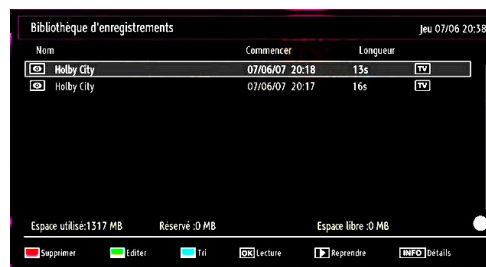 Bibliothèque d'enregistrements Jeu 07/06 20:38
Nom Commencer Longueur
Holby City 07/06/07 20:18 13s TV
Holby City 07/06/07 20:17 16s TV
Espace utilisé:1317 MB Réservé :0 MB Espace libre :0 MB
Supprimer Editer Tri OK Lecture Reprendre INFO Détails